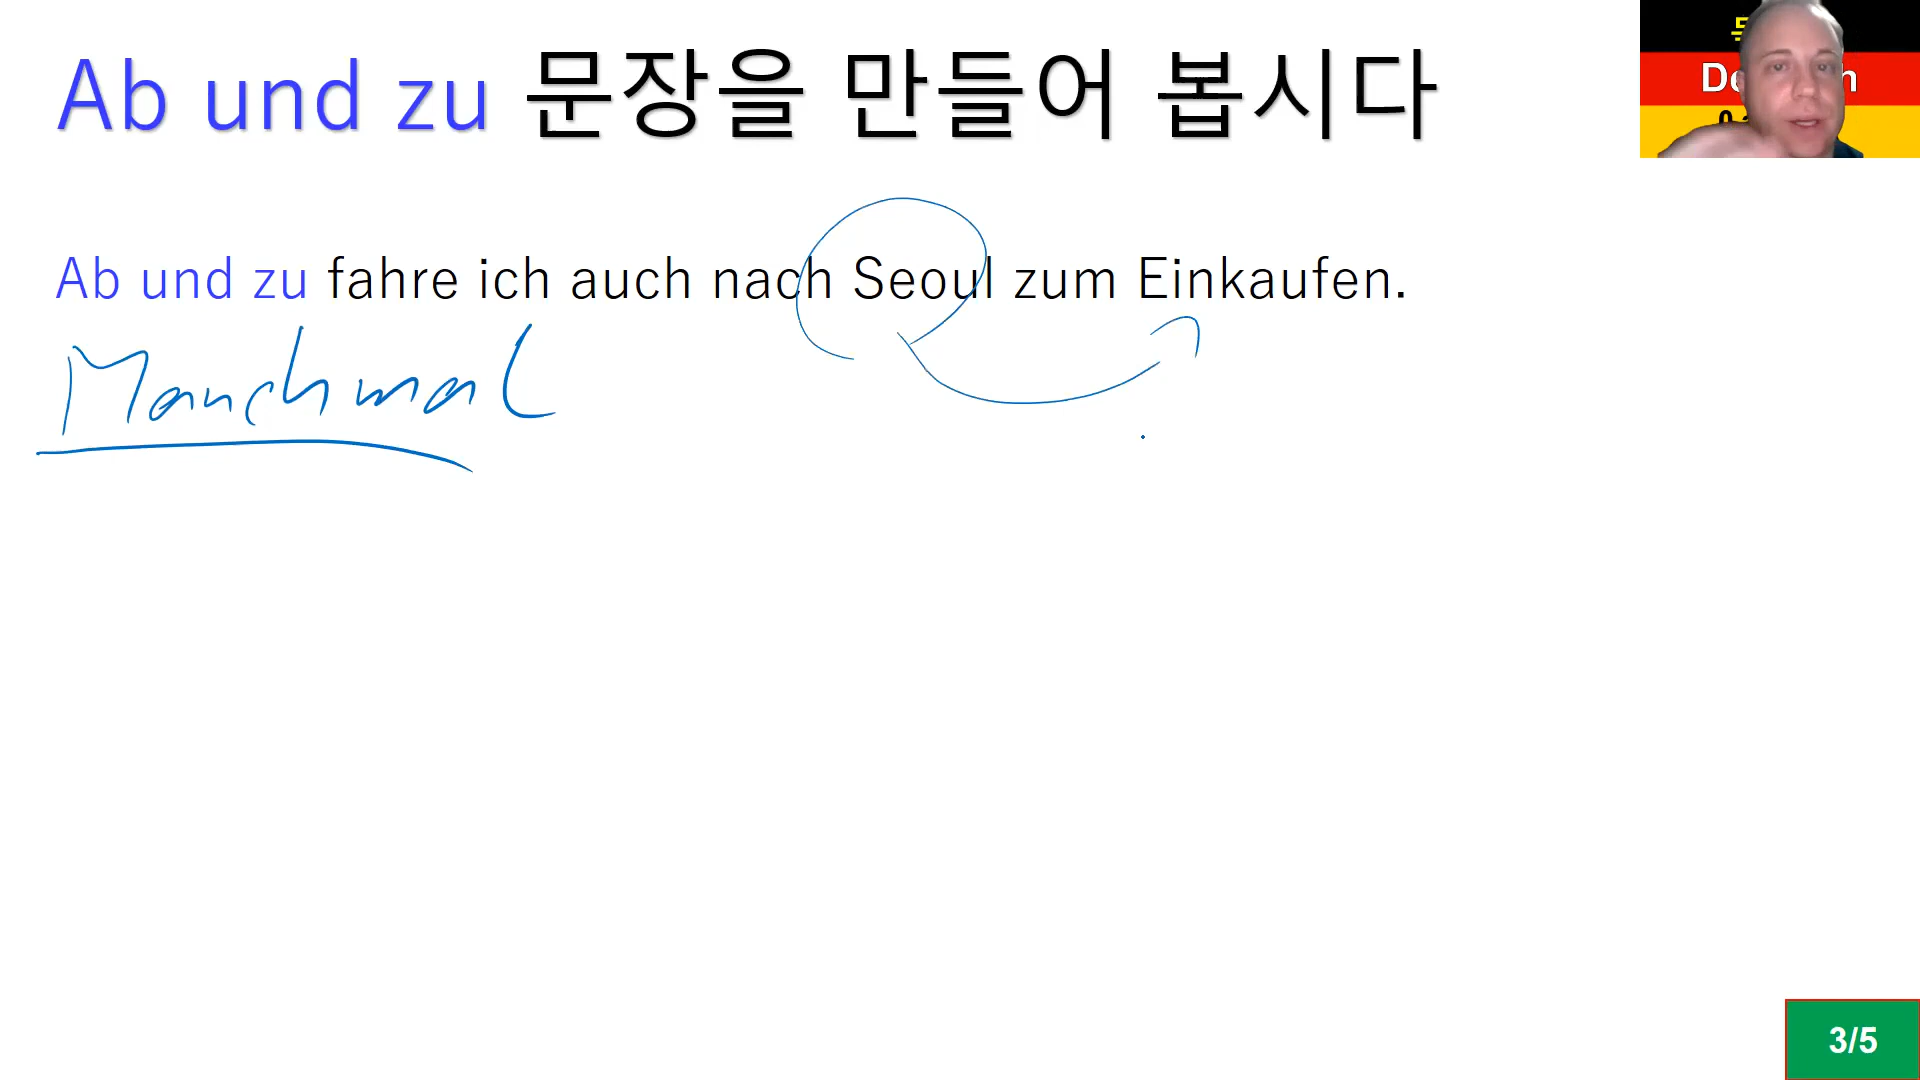 Ab und zu 문장을 만들어 봅시다
Ab und zu fahre ich auch nach Seoul zum Einkaufen.
Manchmal
3/5